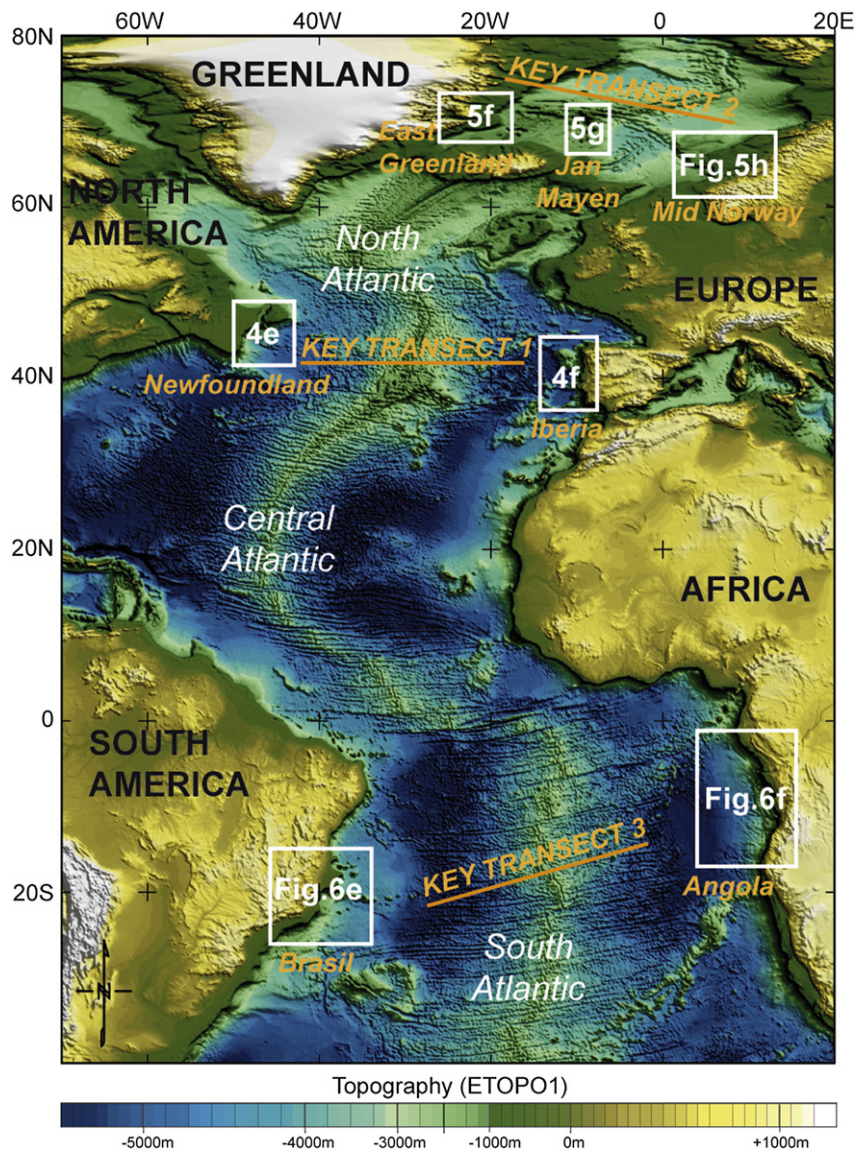 60W 40W 20W 0 20E
80N
GREENLAND
KEY TRANSECT 2
5f
5g
East
Greenland
Jan
Mayen
Fig.5h
Mid Norway
60N
NORTH
AMERICA
North
Atlantic
EUROPE
4e
KEY TRANSECT 1
Newfoundland
40N
4f
Iberia
Central
Atlantic
20N
AFRICA
0
SOUTH
AMERICA
Fig.6f
KEY TRANSECT 3
Angola
20S
Fig.6e
Brasil
South
Atlantic
N
Topography (ETOPO1)
-5000m -4000m -3000m -1000m 0m +1000m